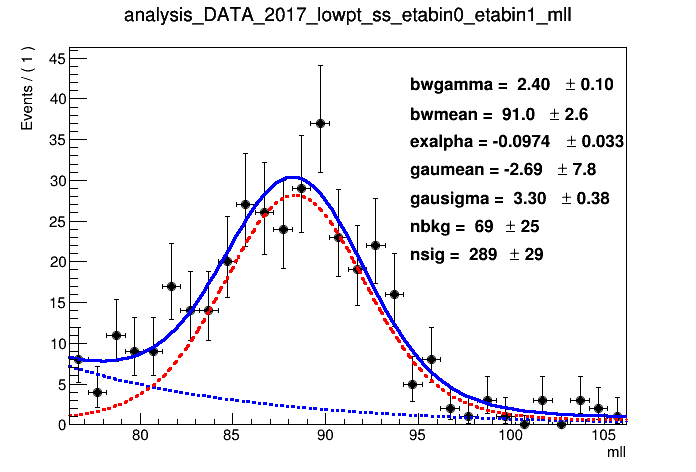 analysis_DATA_2017_lowpt_ss_etabin0_etabin1_mll
Events / ( 1 )
45
40
35
30
25
20
15
10
5
0
bwgamma = 2.40 ± 0.10
bwmean = 91.0 ± 2.6
exalpha = -0.0974 ± 0.033
gaumean = -2.69 ± 7.8
gausigma = 3.30 ± 0.38
nbkg = 69 ± 25
nsig = 289 ± 29
80 85 90 95 100 105
mll